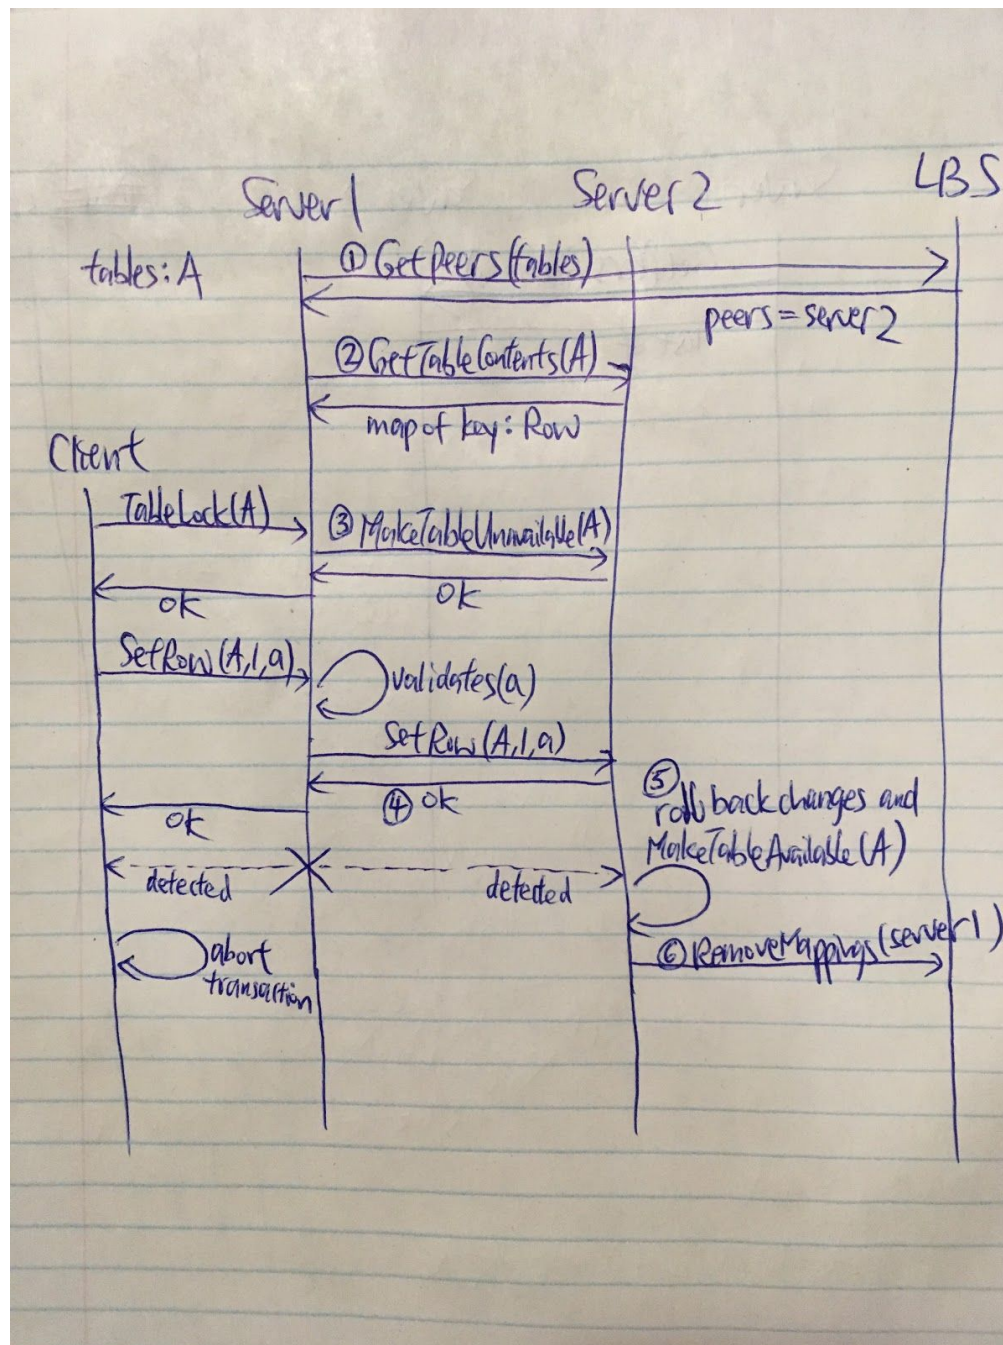 Server1
Server2
LBS
tables: A
① GetPeers(tables)
peers = server2
② GetTableContents(A)
map of key: Row
Client
TableLock(A)
③ MakeTableUnavailable(A)
ok
ok
SetRow(A,1,a)
validates(a)
SetRow(A,1,a)
④ ok
ok
⑤
roll back changes and
MakeTableAvailable(A)
detected
detected
⑥ RemoveMappings(server1)
abort
transaction